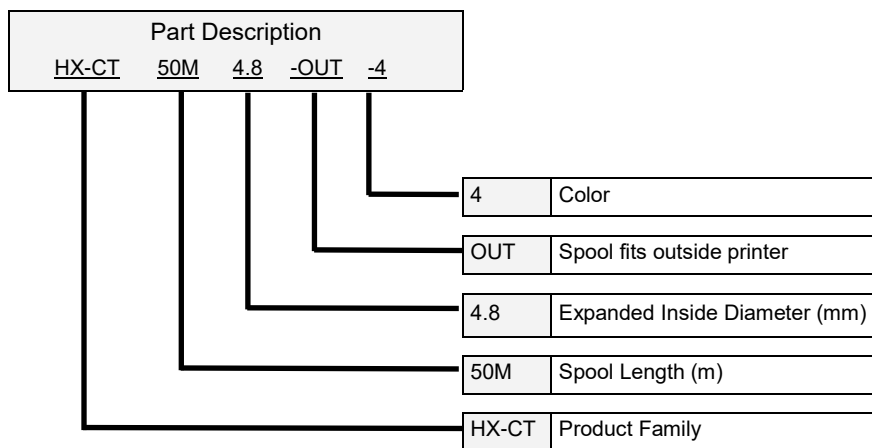 Part Description
HX-CT 50M 4.8 -OUT -4
4 Color
OUT Spool fits outside printer
4.8 Expanded Inside Diameter (mm)
50M Spool Length (m)
HX-CT Product Family